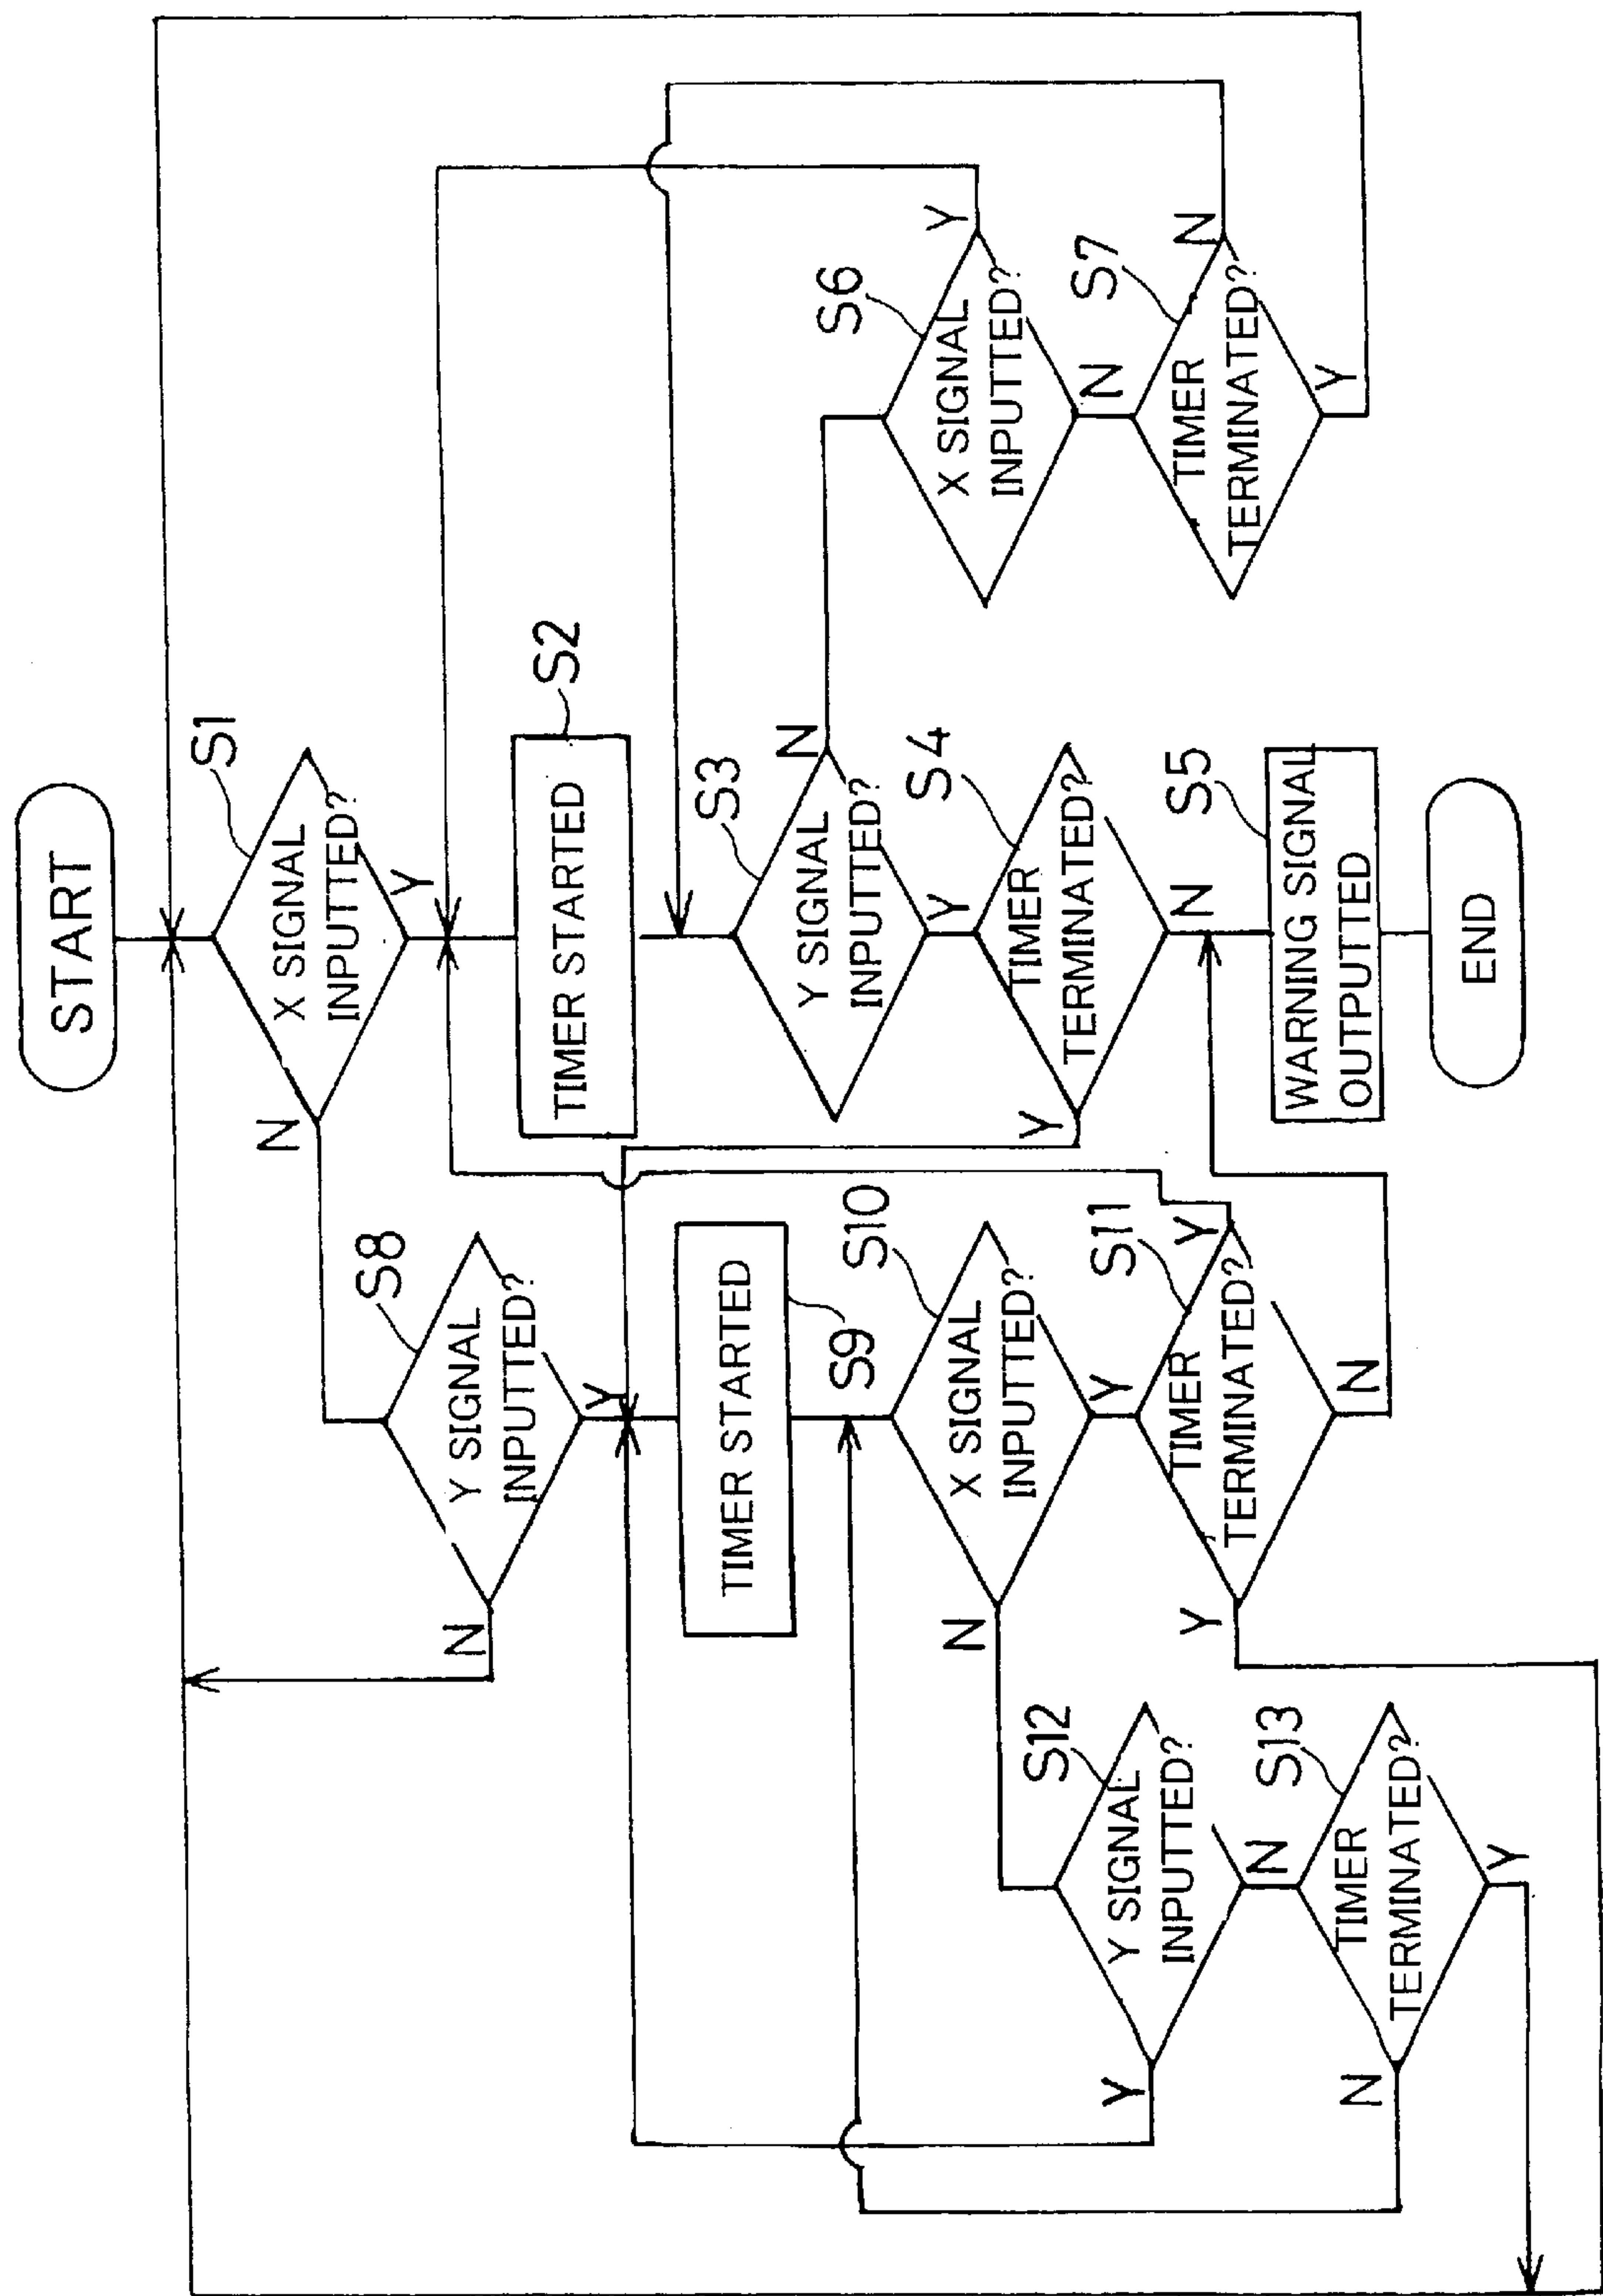 START
S1
X SIGNAL
INPUTTED?
N
Y
S8
Y SIGNAL
INPUTTED?
N
Y
S2
TIMER STARTED
TIMER STARTED
S9
S3
Y SIGNAL
INPUTTED?
N
Y
S6
X SIGNAL
INPUTTED?
Y
N
S10
X SIGNAL
INPUTTED?
N
Y
S4
TIMER
TERMINATED?
Y
N
S7
TIMER
TERMINATED?
N
Y
S11
TIMER
TERMINATED?
Y
Y
N
S12
Y SIGNAL
INPUTTED?
Y
N
S13
TIMER
TERMINATED?
N
Y
S5
WARNING SIGNAL
OUTPUTTED
END